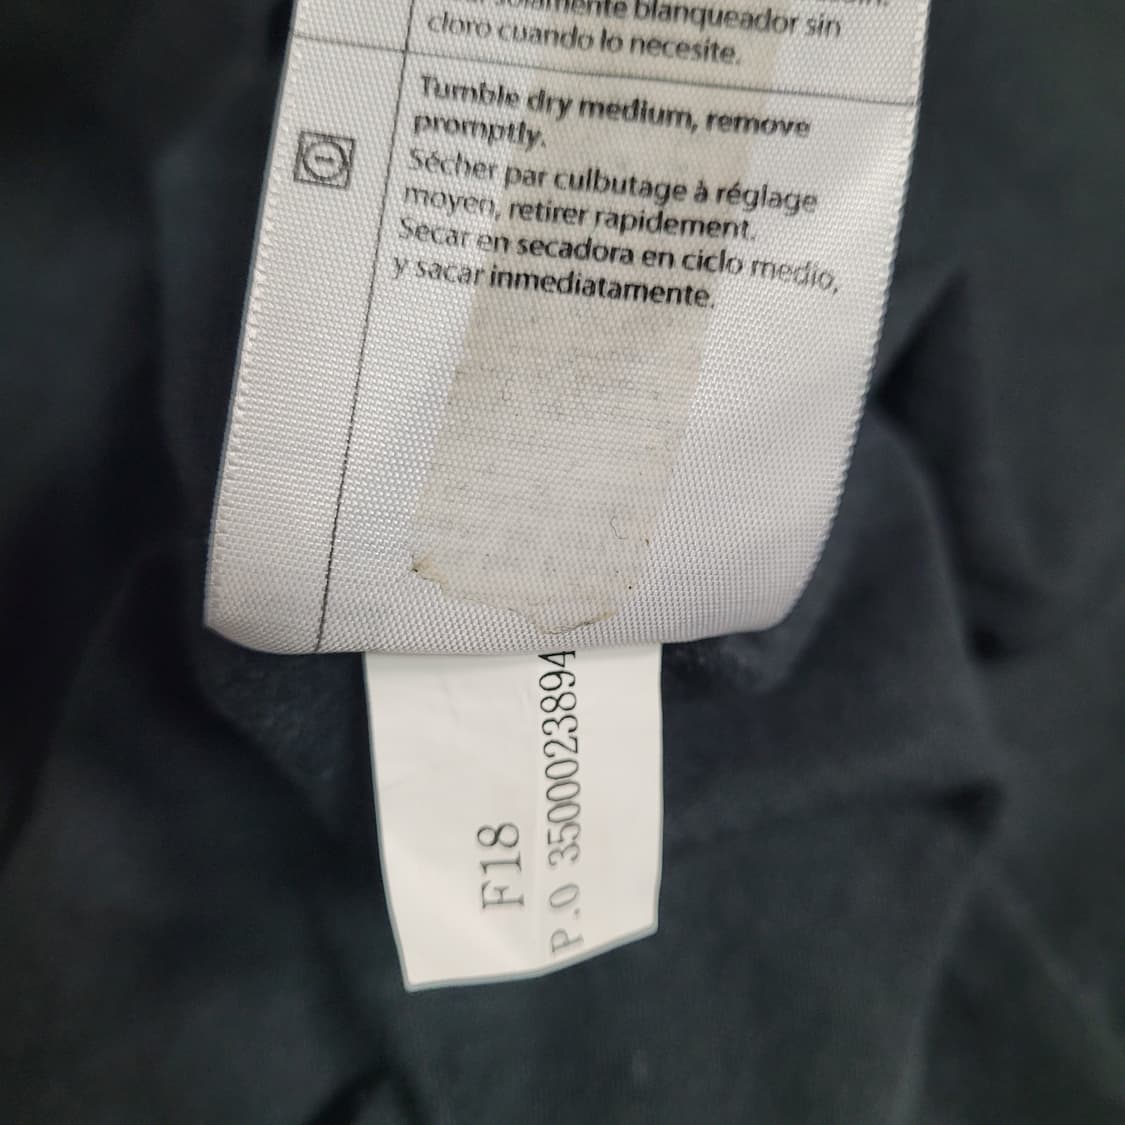 solamente blanqueador sin
cloro cuando lo necesite.
Tumble dry medium, remove
promptly.
Sécher par culbutage à réglage
moyen, retirer rapidement.
Secar en secadora en ciclo medio,
y sacar inmediatamente.
F18
P.O 3500023894